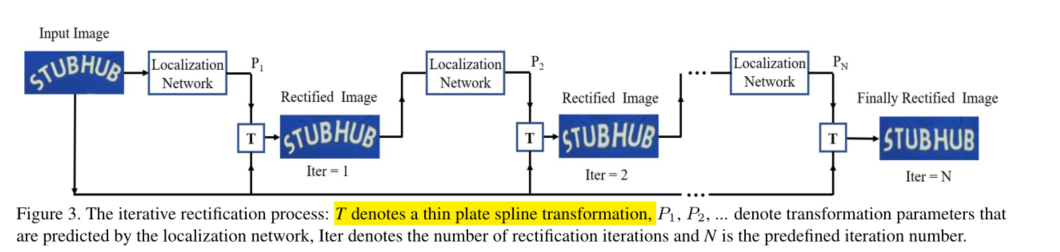 Input Image
STUBHUB
Localization
Network
P1
T
Rectified Image
STUBHUB
Iter = 1
Localization
Network
P2
T
Rectified Image
STUBHUB
Iter = 2
...
Localization
Network
PN
T
Finally Rectified Image
STUBHUB
Iter = N
...
Figure 3. The iterative rectification process: T denotes a thin plate spline transformation, P1, P2, ... denote transformation parameters that
are predicted by the localization network, Iter denotes the number of rectification iterations and N is the predefined iteration number.